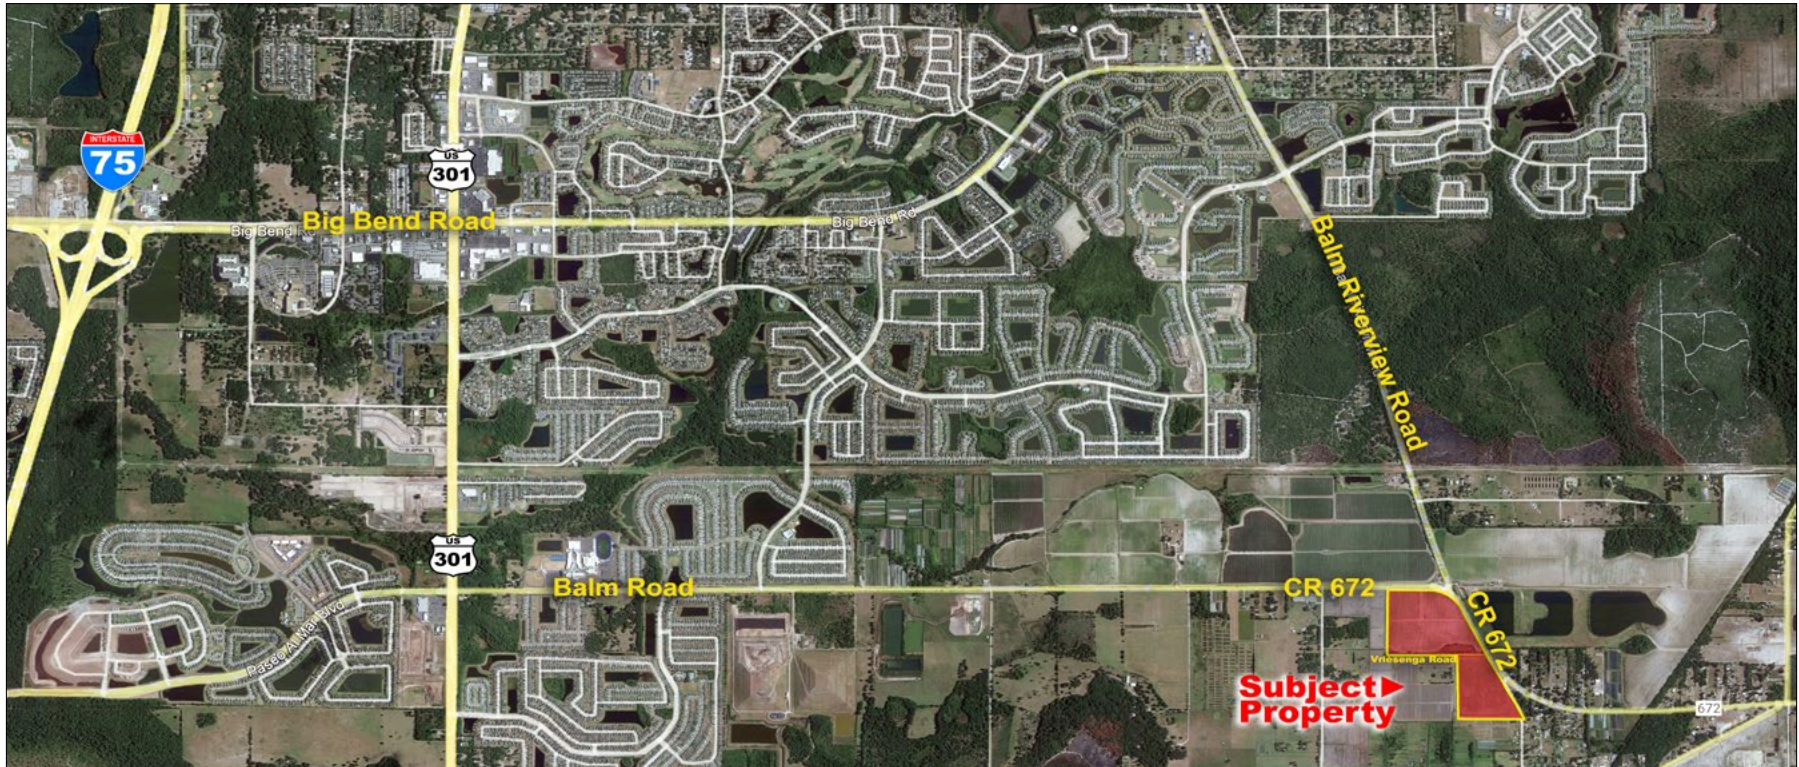 INTERSTATE
75
US
301
Big Bend Road
Big Bend
Big Bend Rd
Balm Riverview Road
US
301
Balm Road
CR 672
CR 672
Paseo Al Mar Blvd
Vriesenga Road
Subject
Property
672